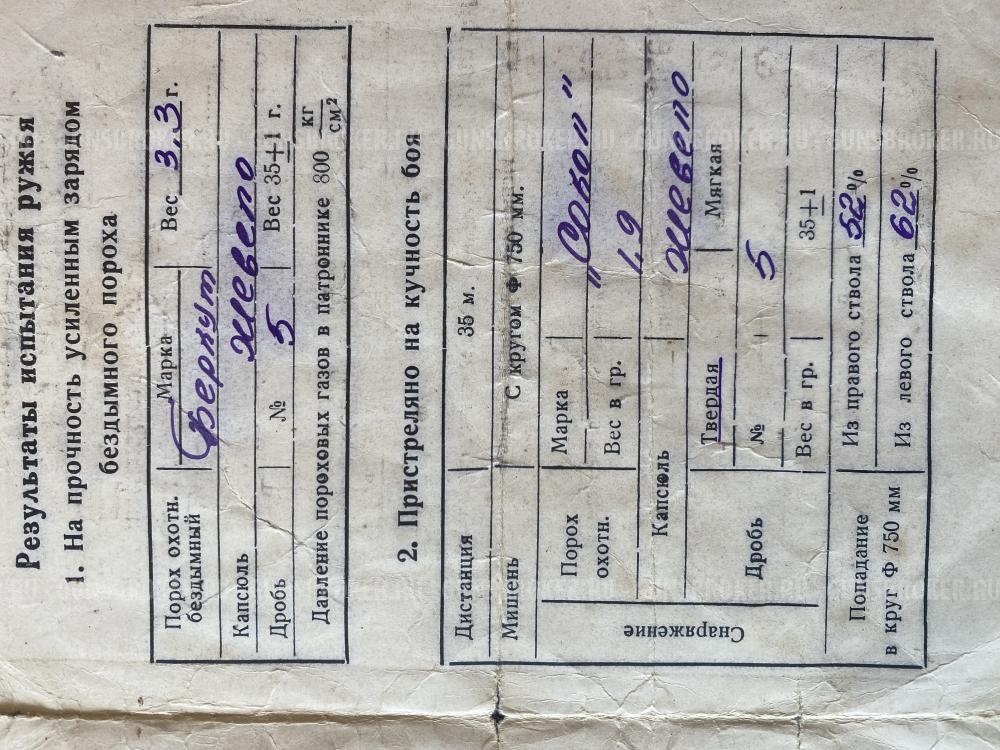 Результаты испытания ружья
1. На прочность усиленным зарядом
бездымного пороха
Порох охотн. бездымный Марка Беркут Вес 3,3 г.
Капсюль жевело
Дробь № 5 Вес 35±1 г.
Давление пороховых газов в патроннике 800 кг/см²
2. Пристреляно на кучность боя
Дистанция 35 м.
Мишень С кругом Ф 750 мм.
Снаряжение
Порох охотн. Марка "Сокол"
Вес в гр. 1,9
Капсюль жевело
Дробь Твердая Мягкая
№ 5
Вес в гр. 35±1
Попадание в круг Ф 750 мм
Из правого ствола 52%
Из левого ствола 62%
GUNSBROKER.RU